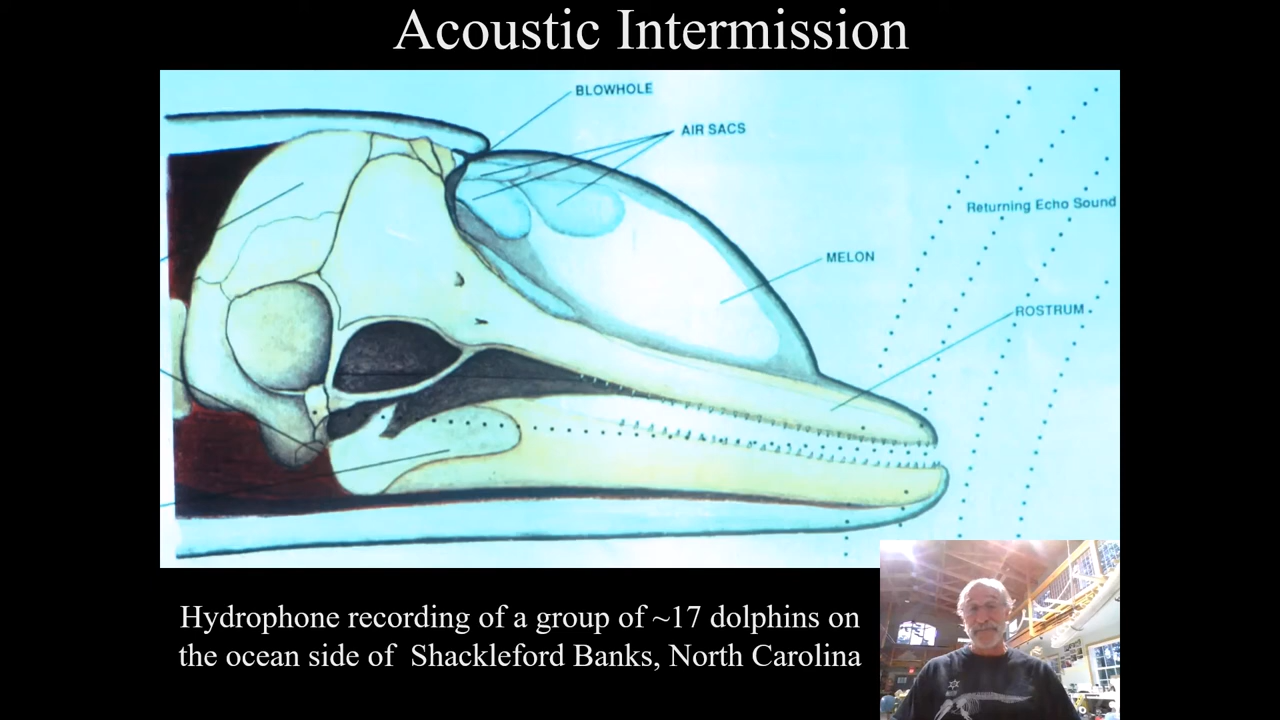 Acoustic Intermission
BLOWHOLE
AIR SACS
Returning Echo Sound
MELON
ROSTRUM
Hydrophone recording of a group of ~17 dolphins on
the ocean side of Shackleford Banks, North Carolina